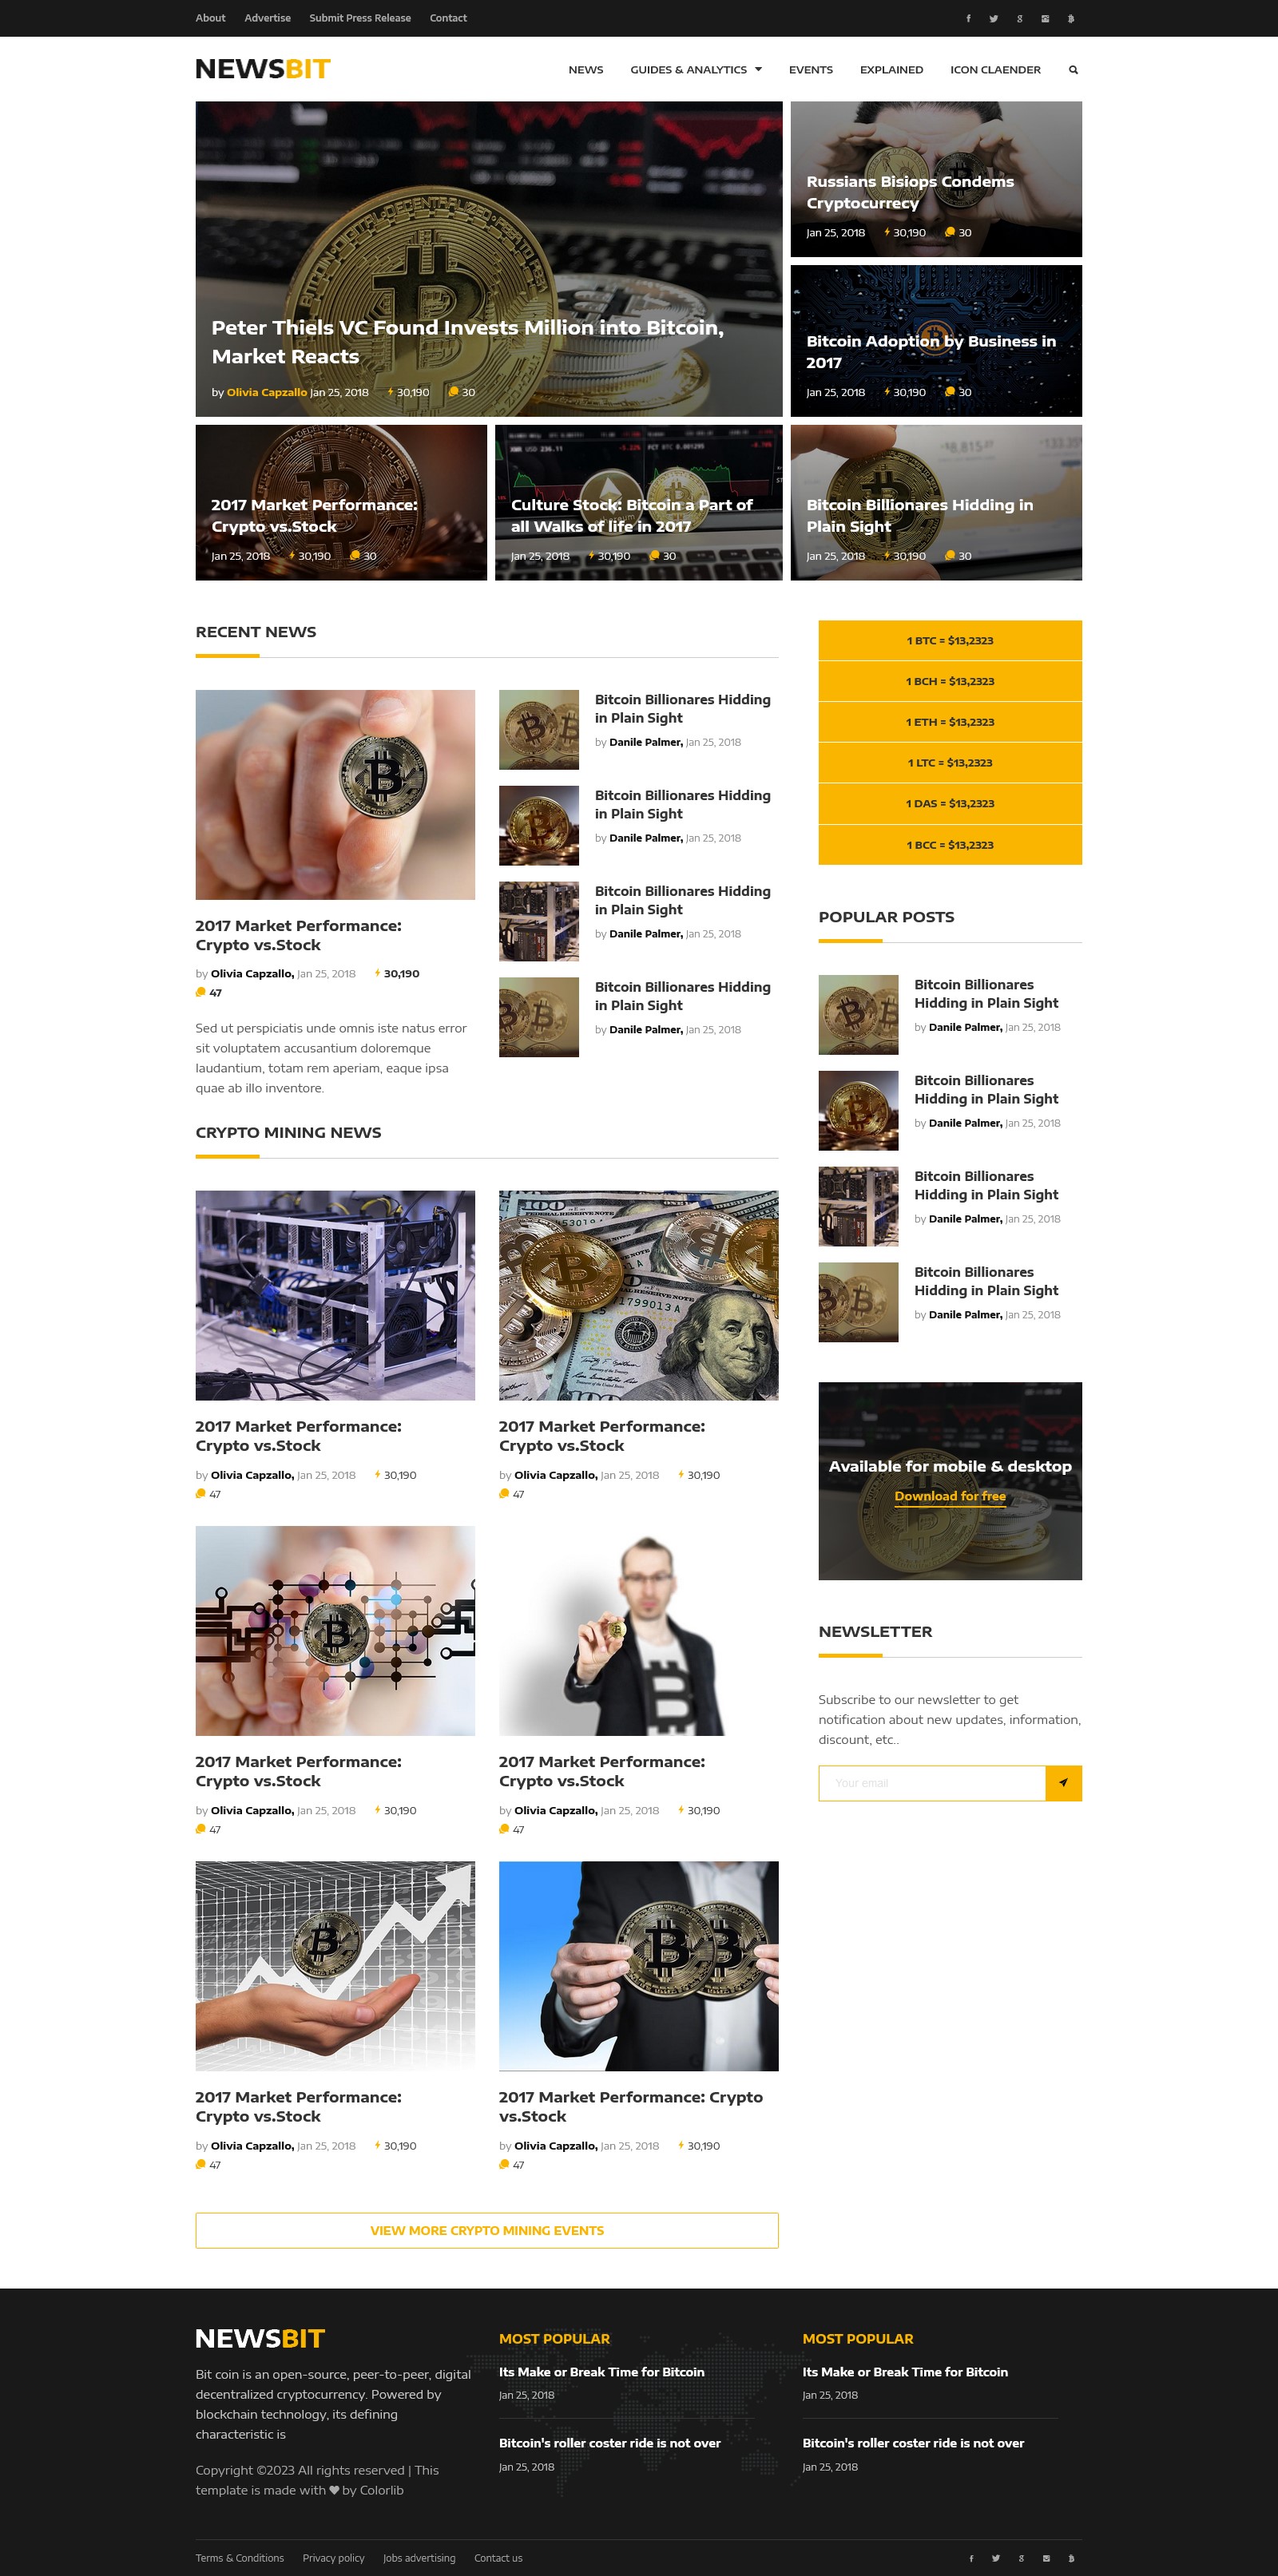 About Advertise Submit Press Release Contact
NEWSBIT
NEWS GUIDES & ANALYTICS EVENTS EXPLAINED ICON CLAENDER
Peter Thiels VC Found Invests Million into Bitcoin,
Market Reacts
by Olivia Capzallo Jan 25, 2018 30,190 30
Russians Bisiops Condems
Cryptocurrecy
Jan 25, 2018 30,190 30
Bitcoin Adoption by Business in
2017
Jan 25, 2018 30,190 30
2017 Market Performance:
Crypto vs.Stock
Jan 25, 2018 30,190 30
Culture Stock: Bitcoin a Part of
all Walks of life in 2017
Jan 25, 2018 30,190 30
Bitcoin Billionares Hidding in
Plain Sight
Jan 25, 2018 30,190 30
RECENT NEWS
2017 Market Performance:
Crypto vs.Stock
by Olivia Capzallo, Jan 25, 2018 30,190
47
Sed ut perspiciatis unde omnis iste natus error
sit voluptatem accusantium doloremque
laudantium, totam rem aperiam, eaque ipsa
quae ab illo inventore.
Bitcoin Billionares Hidding
in Plain Sight
by Danile Palmer, Jan 25, 2018
Bitcoin Billionares Hidding
in Plain Sight
by Danile Palmer, Jan 25, 2018
Bitcoin Billionares Hidding
in Plain Sight
by Danile Palmer, Jan 25, 2018
Bitcoin Billionares Hidding
in Plain Sight
by Danile Palmer, Jan 25, 2018
CRYPTO MINING NEWS
2017 Market Performance:
Crypto vs.Stock
by Olivia Capzallo, Jan 25, 2018 30,190
47
2017 Market Performance:
Crypto vs.Stock
by Olivia Capzallo, Jan 25, 2018 30,190
47
2017 Market Performance:
Crypto vs.Stock
by Olivia Capzallo, Jan 25, 2018 30,190
47
2017 Market Performance:
Crypto vs.Stock
by Olivia Capzallo, Jan 25, 2018 30,190
47
2017 Market Performance:
Crypto vs.Stock
by Olivia Capzallo, Jan 25, 2018 30,190
47
2017 Market Performance: Crypto
vs.Stock
by Olivia Capzallo, Jan 25, 2018 30,190
47
VIEW MORE CRYPTO MINING EVENTS
1 BTC = $13,2323
1 BCH = $13,2323
1 ETH = $13,2323
1 LTC = $13,2323
1 DAS = $13,2323
1 BCC = $13,2323
POPULAR POSTS
Bitcoin Billionares
Hidding in Plain Sight
by Danile Palmer, Jan 25, 2018
Bitcoin Billionares
Hidding in Plain Sight
by Danile Palmer, Jan 25, 2018
Bitcoin Billionares
Hidding in Plain Sight
by Danile Palmer, Jan 25, 2018
Bitcoin Billionares
Hidding in Plain Sight
by Danile Palmer, Jan 25, 2018
Available for mobile & desktop
Download for free
NEWSLETTER
Subscribe to our newsletter to get
notification about new updates, information,
discount, etc..
Your email
NEWSBIT
Bit coin is an open-source, peer-to-peer, digital
decentralized cryptocurrency. Powered by
blockchain technology, its defining
characteristic is
Copyright ©2023 All rights reserved | This
template is made with ♥ by Colorlib
MOST POPULAR
Its Make or Break Time for Bitcoin
Jan 25, 2018
Bitcoin's roller coster ride is not over
Jan 25, 2018
MOST POPULAR
Its Make or Break Time for Bitcoin
Jan 25, 2018
Bitcoin's roller coster ride is not over
Jan 25, 2018
Terms & Conditions Privacy policy Jobs advertising Contact us